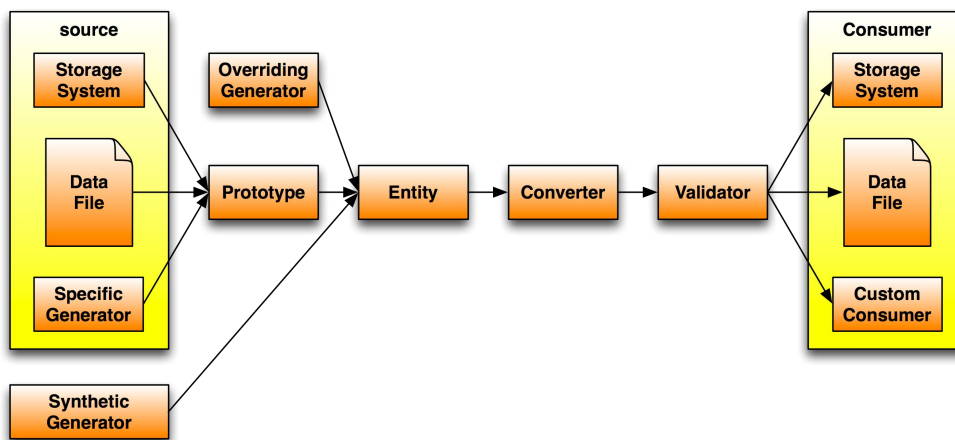 source
Storage
System
Data
File
Specific
Generator
Synthetic
Generator
Overriding
Generator
Prototype
Entity
Converter
Validator
Consumer
Storage
System
Data
File
Custom
Consumer